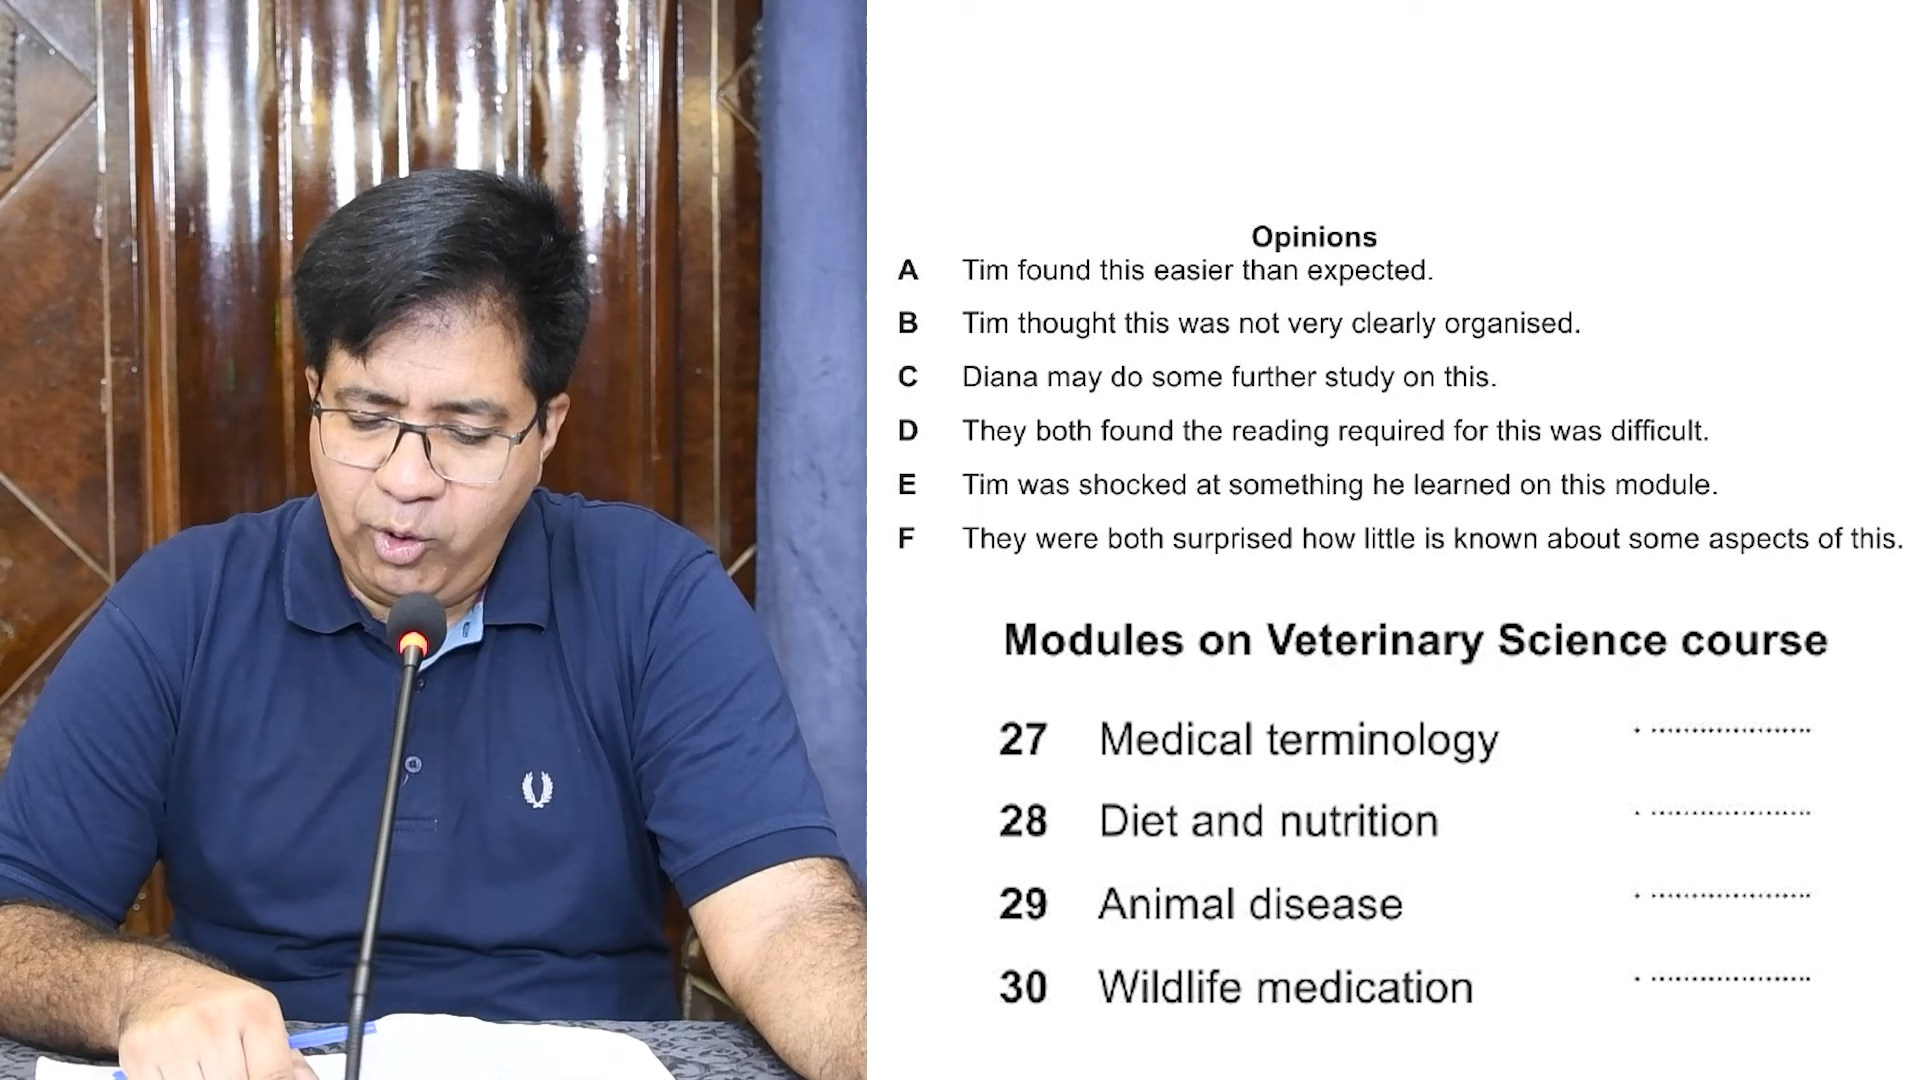 Opinions
A Tim found this easier than expected.
B Tim thought this was not very clearly organised.
C Diana may do some further study on this.
D They both found the reading required for this was difficult.
E Tim was shocked at something he learned on this module.
F They were both surprised how little is known about some aspects of this.
Modules on Veterinary Science course
27 Medical terminology ....................
28 Diet and nutrition ....................
29 Animal disease ....................
30 Wildlife medication ....................